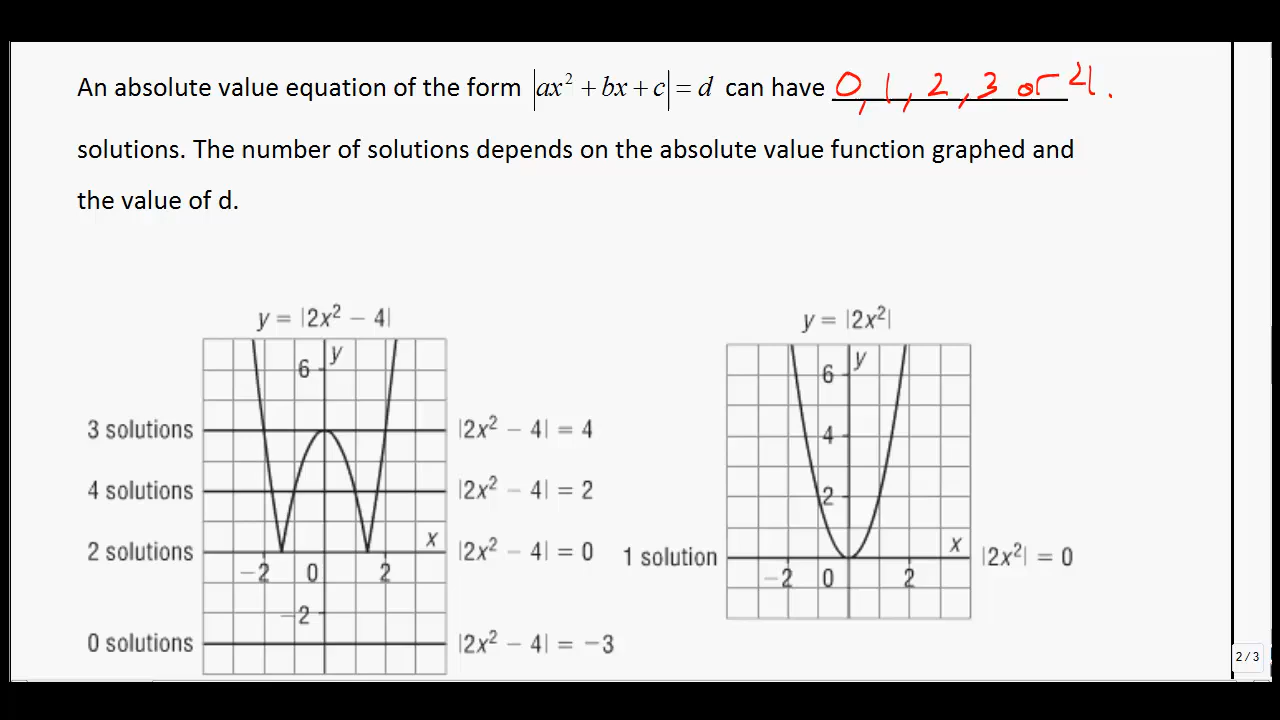 An absolute value equation of the form |ax² + bx + c| = d can have 0, 1, 2, 3 or 4.
solutions. The number of solutions depends on the absolute value function graphed and
the value of d.
y = |2x² − 4|
y
6
3 solutions |2x² − 4| = 4
4 solutions |2x² − 4| = 2
x
2 solutions |2x² − 4| = 0
−2 0 2
−2
0 solutions |2x² − 4| = −3
y = |2x²|
y
6
4
2
x
1 solution |2x²| = 0
−2 0 2
2 / 3